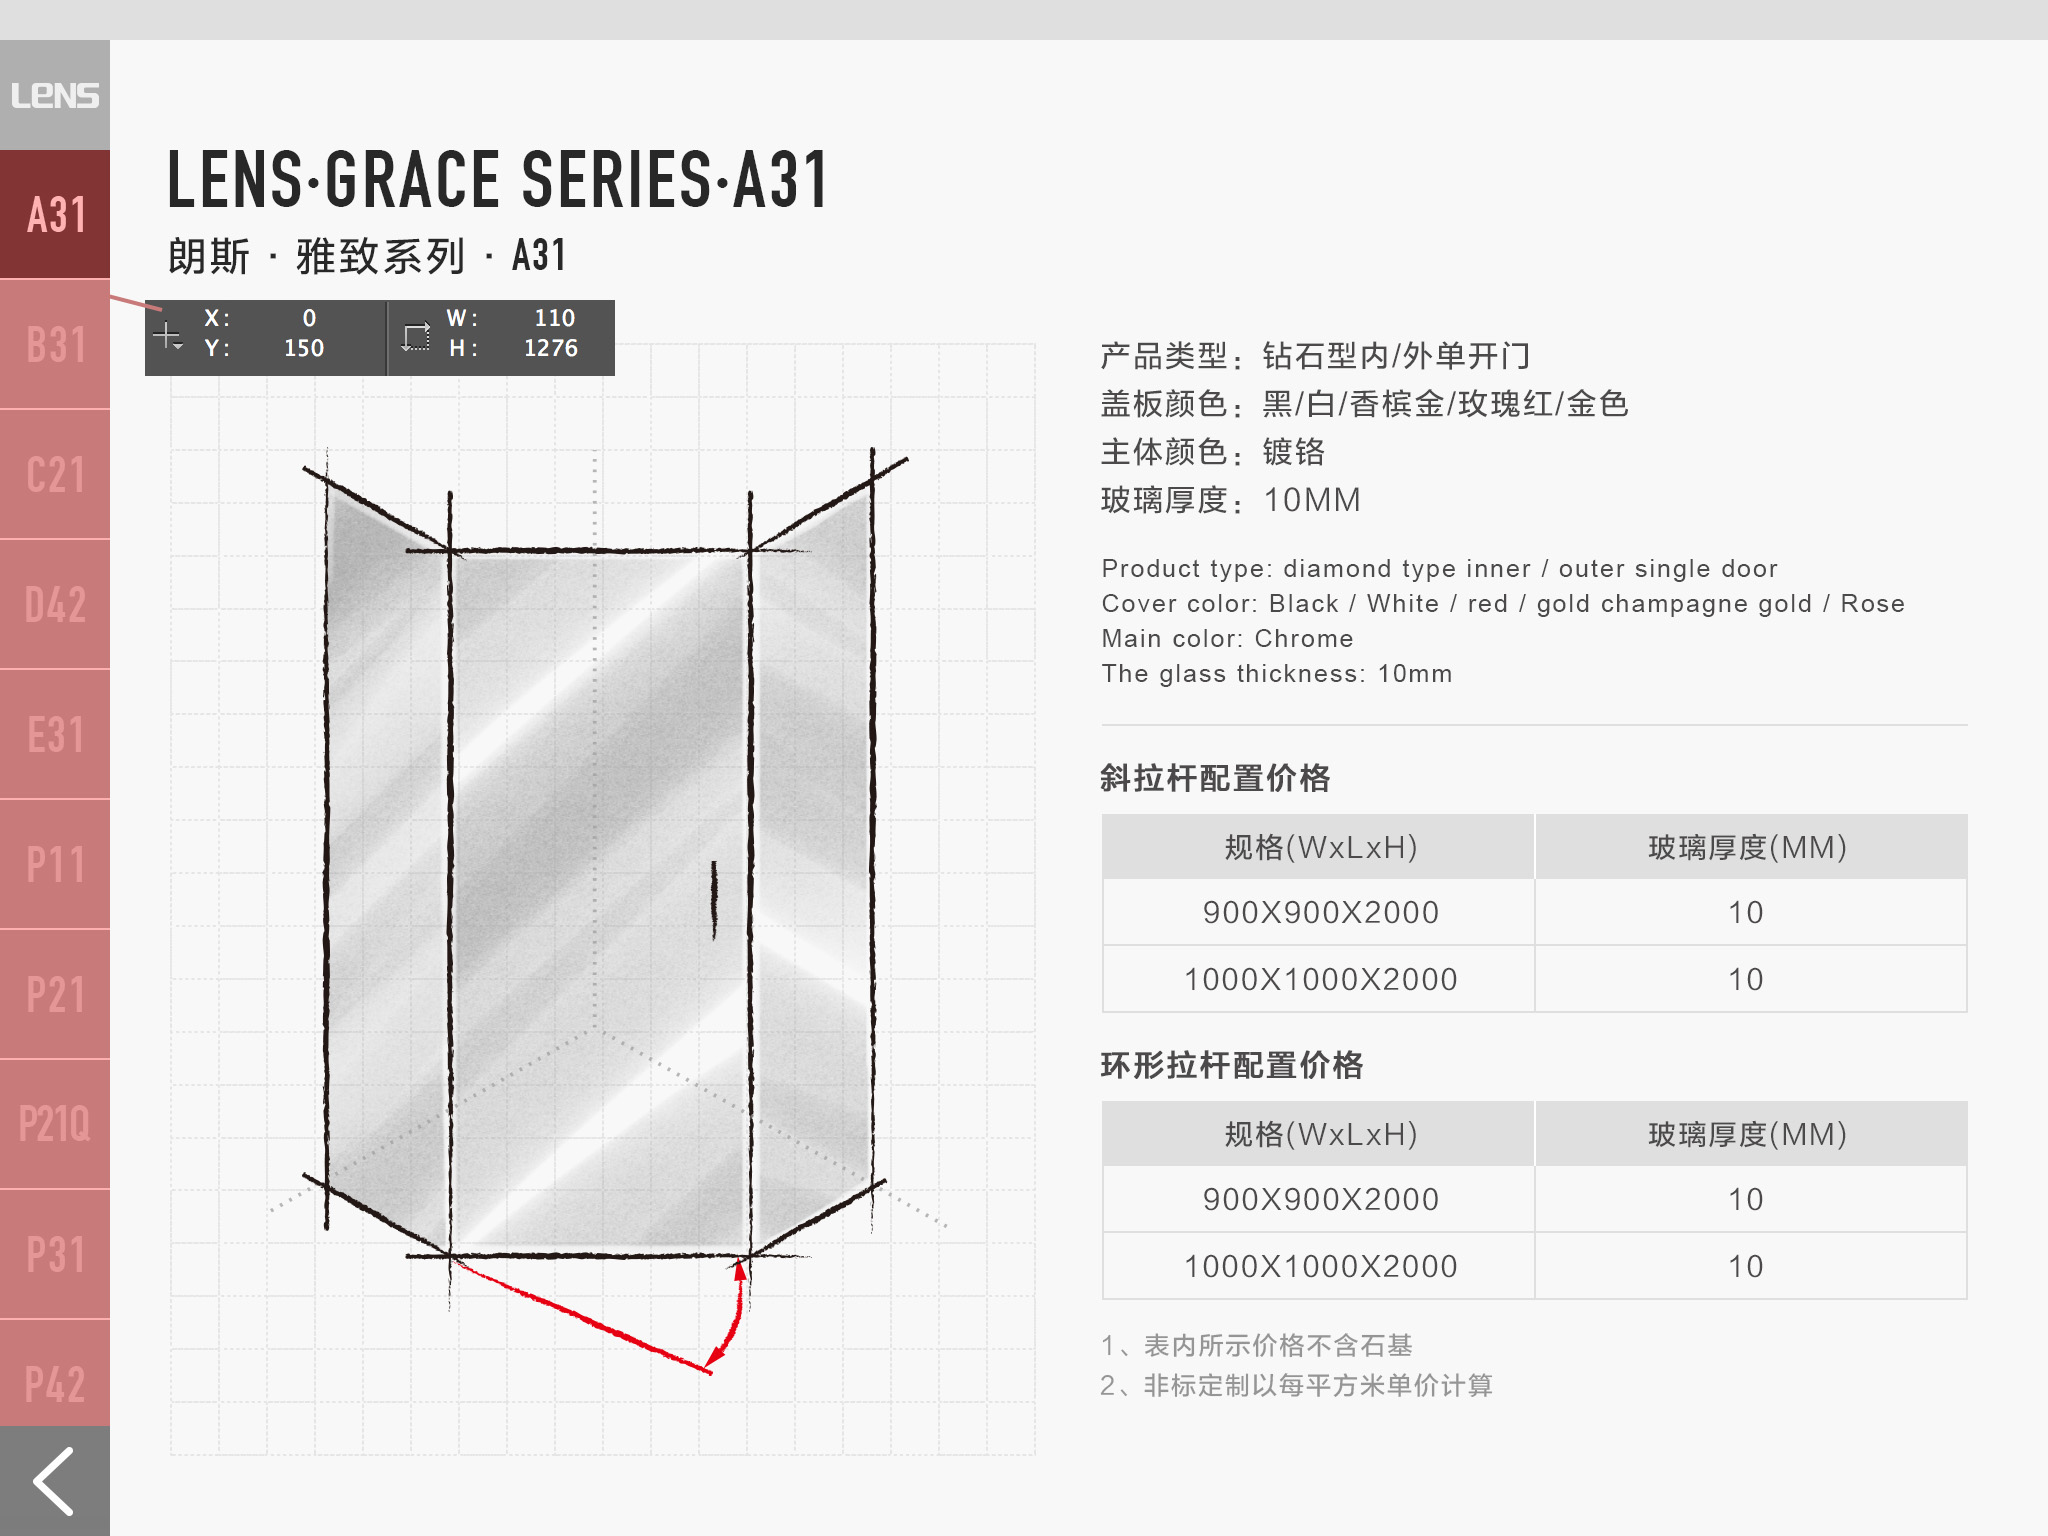 LENS
A31
B31
C21
D42
E31
P11
P21
P21Q
P31
P42
LENS·GRACE SERIES·A31
朗斯 · 雅致系列 · A31
X: 0 W: 110
Y: 150 H: 1276
产品类型：钻石型内/外单开门
盖板颜色：黑/白/香槟金/玫瑰红/金色
主体颜色：镀铬
玻璃厚度：10MM
Product type: diamond type inner / outer single door
Cover color: Black / White / red / gold champagne gold / Rose
Main color: Chrome
The glass thickness: 10mm
斜拉杆配置价格
规格(WxLxH) 玻璃厚度(MM)
900X900X2000 10
1000X1000X2000 10
环形拉杆配置价格
规格(WxLxH) 玻璃厚度(MM)
900X900X2000 10
1000X1000X2000 10
1、表内所示价格不含石基
2、非标定制以每平方米单价计算